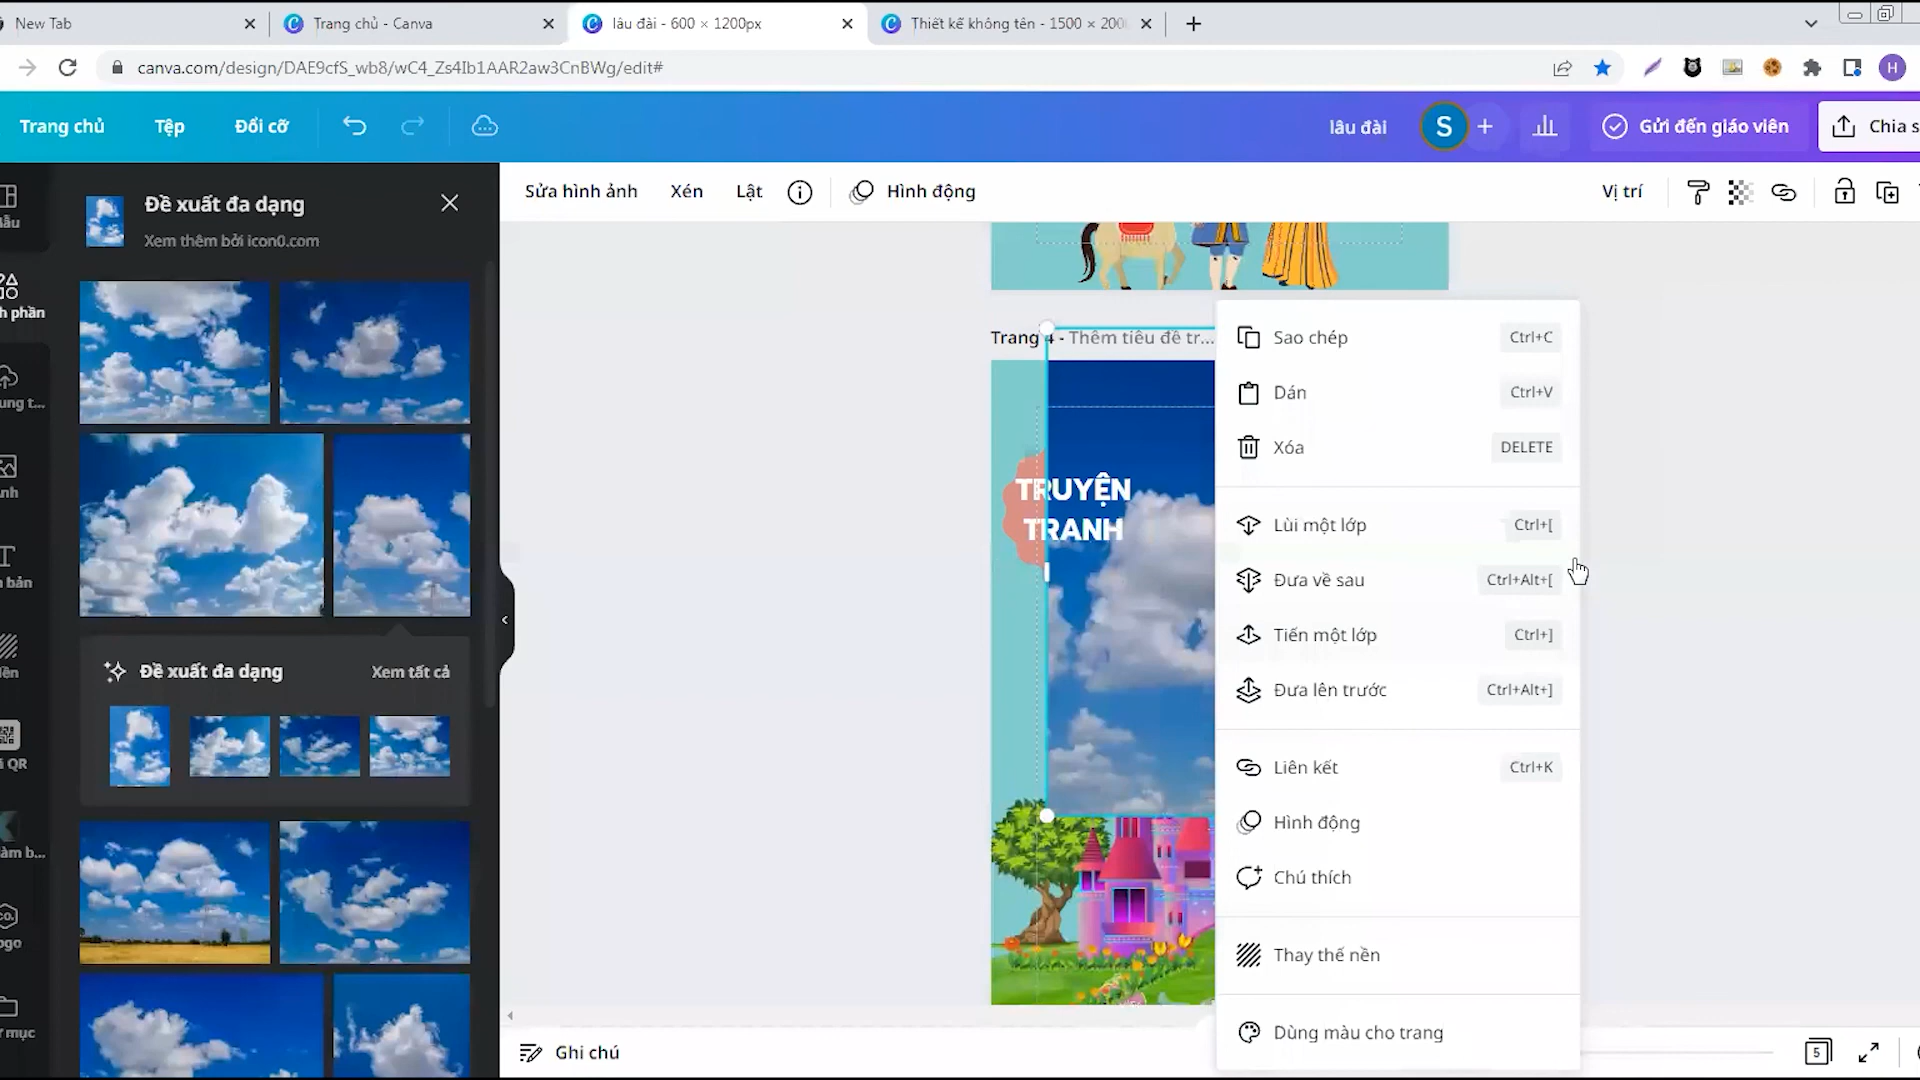 New Tab
Trang chủ - Canva
lâu đài - 600 × 1200px
Thiết kế không tên - 1500 × 200
canva.com/design/DAE9cfS_wb8/wC4_Zs4Ib1AAR2aw3CnBWg/edit#
H
Trang chủ
Tệp
Đổi cỡ
lâu đài
S
Gửi đến giáo viên
Chia s
Sửa hình ảnh
Xén
Lật
Hình động
Vị trí
Đề xuất đa dạng
Xem thêm bởi icon0.com
Đề xuất đa dạng
Xem tất cả
Trang 4 - Thêm tiêu đề tr...
TRUYỆN
TRANH
I
Sao chép Ctrl+C
Dán Ctrl+V
Xóa DELETE
Lùi một lớp Ctrl+[
Đưa về sau Ctrl+Alt+[
Tiến một lớp Ctrl+]
Đưa lên trước Ctrl+Alt+]
Liên kết Ctrl+K
Hình động
Chú thích
Thay thế nền
Dùng màu cho trang
Ghi chú
5